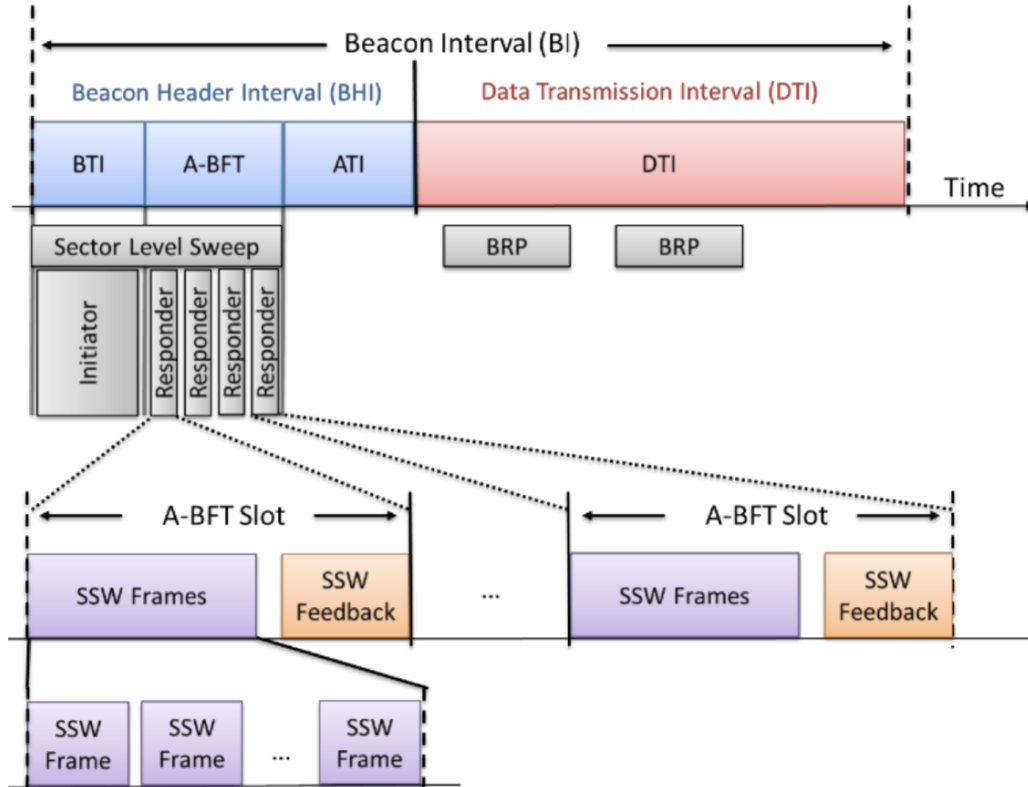 Beacon Interval (BI)
Beacon Header Interval (BHI)
Data Transmission Interval (DTI)
BTI
A-BFT
ATI
DTI
Time
Sector Level Sweep
BRP
BRP
Initiator
Responder
Responder
Responder
Responder
A-BFT Slot
A-BFT Slot
SSW Frames
SSW
Feedback
...
SSW Frames
SSW
Feedback
SSW
Frame
SSW
Frame
...
SSW
Frame